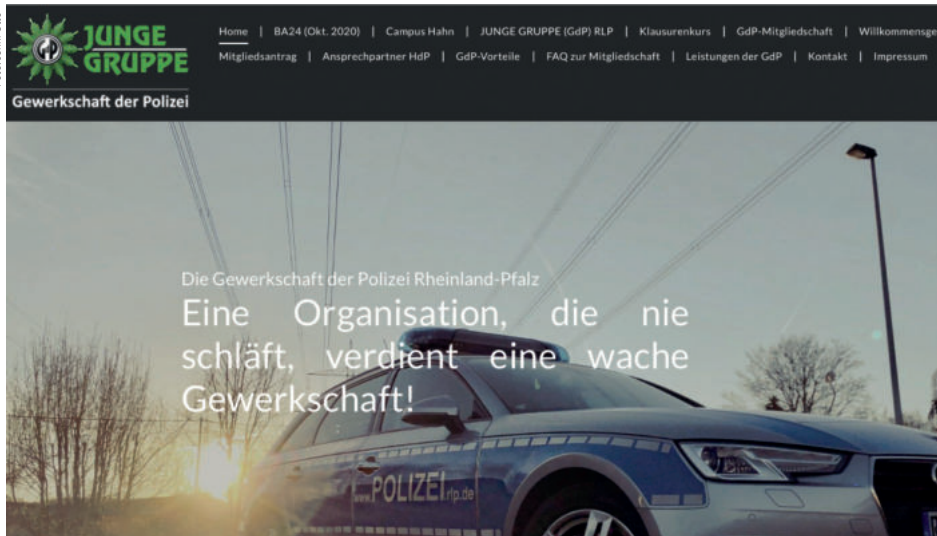 JUNGE
GRUPPE
GdP
Gewerkschaft der Polizei
Home | BA24 (Okt. 2020) | Campus Hahn | JUNGE GRUPPE (GdP) RLP | Klausurenkurs | GdP-Mitgliedschaft | Willkommensge
Mitgliedsantrag | Ansprechpartner HdP | GdP-Vorteile | FAQ zur Mitgliedschaft | Leistungen der GdP | Kontakt | Impressum
Die Gewerkschaft der Polizei Rheinland-Pfalz
Eine Organisation, die nie
schläft, verdient eine wache
Gewerkschaft!
www.POLIZEI.rlp.de